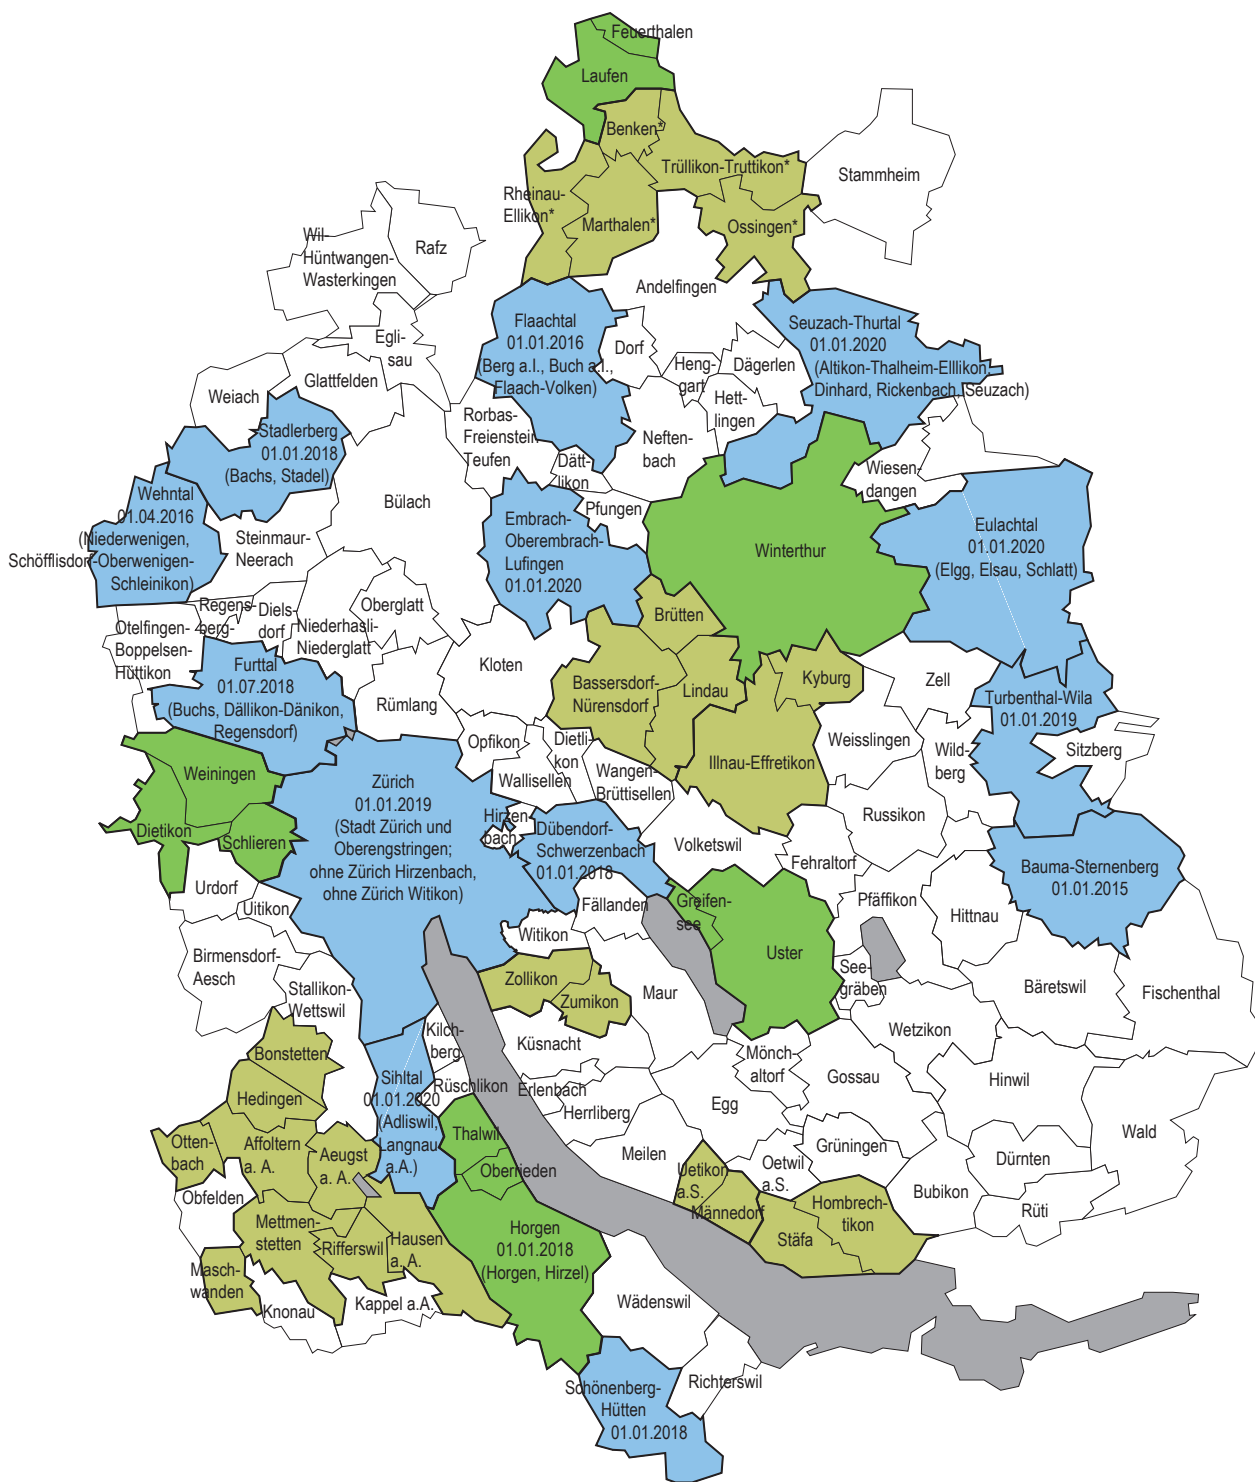 Feuerthalen
Laufen
Benken*
Trüllikon-Truttikon*
Stammheim
Rheinau-
Ellikon*
Marthalen*
Ossingen*
Wil-
Hüntwangen-
Wasterkingen
Rafz
Andelfingen
Egli-
sau
Flaachtal
01.01.2016
(Berg a.I., Buch a.I.,
Flaach-Volken)
Dorf
Seuzach-Thurtal
01.01.2020
(Altikon-Thalheim-Elllikon,
Dinhard, Rickenbach, Seuzach)
Heng-
gart
Dägerlen
Hett-
lingen
Weiach
Glattfelden
Stadlerberg
01.01.2018
(Bachs, Stadel)
Rorbas-
Freienstein
Teufen
Dätt-
likon
Neften-
bach
Wiesen-
dangen
Wehntal
01.04.2016
(Niederwenigen,
Schöfflisdorf-Oberwenigen-
Schleinikon)
Steinmaur-
Neerach
Bülach
Embrach-
Oberembrach-
Lufingen
01.01.2020
Pfungen
Winterthur
Eulachtal
01.01.2020
(Elgg, Elsau, Schlatt)
Otelfingen-
Boppelsen-
Hüttikon
Regens-
berg-
Diels-
dorf
Niederhasli-
Niederglatt
Oberglatt
Brütten
Furttal
01.07.2018
(Buchs, Dällikon-Dänikon,
Regensdorf)
Rümlang
Kloten
Bassersdorf-
Nürensdorf
Lindau
Kyburg
Zell
Turbenthal-Wila
01.01.2019
Opfikon
Dietli-
kon
Wallisellen
Wangen-
Brüttisellen
Illnau-Effretikon
Weisslingen
Wild-
berg
Sitzberg
Weiningen
Dietikon
Schlieren
Zürich
01.01.2019
(Stadt Zürich und
Oberengstringen;
ohne Zürich Hirzenbach,
ohne Zürich Witikon)
Hirzen-
bach
Dübendorf-
Schwerzenbach
01.01.2018
Volketswil
Russikon
Fehraltorf
Bauma-Sternenberg
01.01.2015
Urdorf
Uitikon
Fällanden
Greifen-
see
Pfäffikon
Hittnau
Birmensdorf-
Aesch
Witikon
Uster
Stallikon-
Wettswil
Zollikon
Zumikon
Maur
See-
gräben
Bäretswil
Fischenthal
Bonstetten
Kilch-
berg
Küsnacht
Wetzikon
Sihltal
01.01.2020
(Adliswil,
Langnau
a.A.)
Rüschlikon
Erlenbach
Herrliberg
Mönch-
altorf
Gossau
Hinwil
Hedingen
Egg
Otten-
bach
Affoltern
a. A.
Aeugst
a. A.
Thalwil
Oberrieden
Meilen
Oetwil
a.S.
Grüningen
Dürnten
Wald
Obfelden
Uetikon
a.S.
Männedorf
Hombrech-
tikon
Bubikon
Rüti
Mettmen-
stetten
Rifferswil
Hausen
a. A.
Horgen
01.01.2018
(Horgen, Hirzel)
Stäfa
Masch-
wanden
Knonau
Kappel a.A.
Wädenswil
Schönenberg-
Hütten
01.01.2018
Richterswil